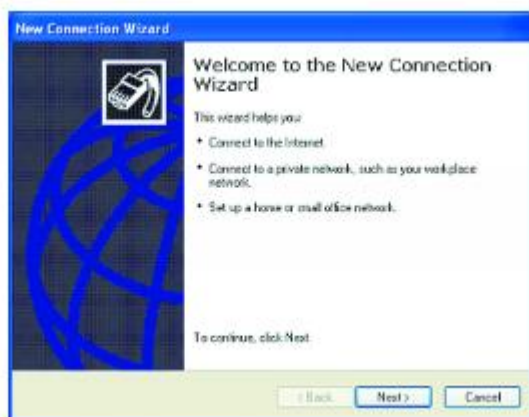 New Connection Wizard
Welcome to the New Connection
Wizard
This wizard helps you:
* Connect to the Internet.
* Connect to a private network, such as your workplace
network.
* Set up a home or small office network.
To continue, click Next.
< Back
Next >
Cancel